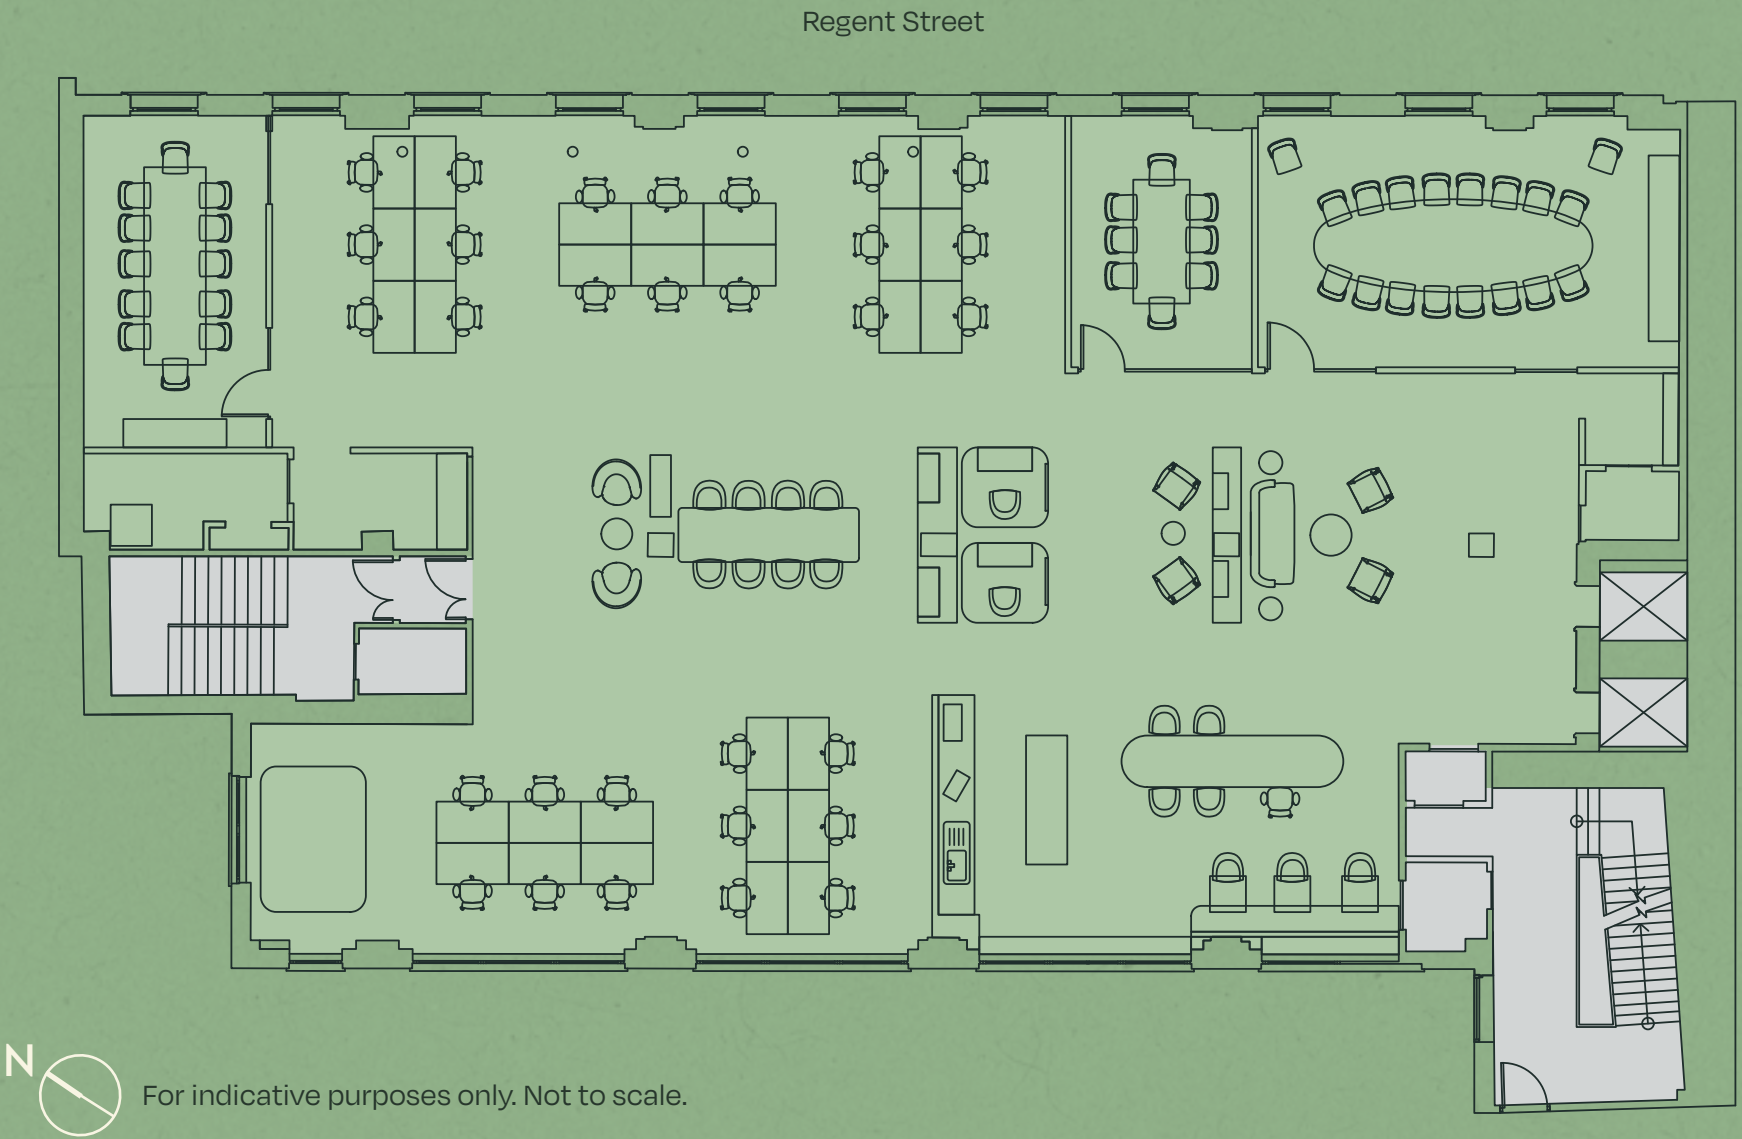 Regent Street
N
For indicative purposes only. Not to scale.